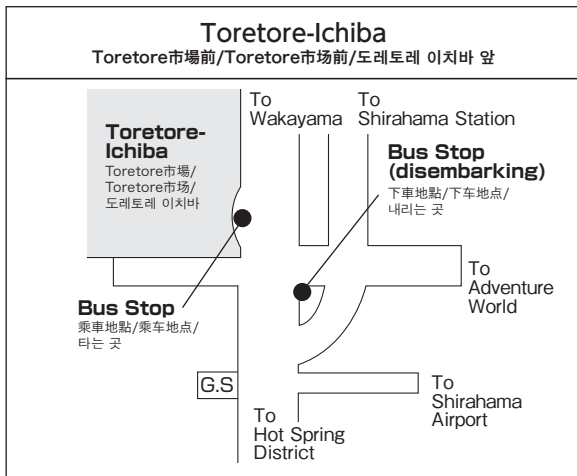 Toretore-Ichiba
Toretore市場前/Toretore市场前/도레토레 이치바 앞
To
Wakayama
To
Shirahama Station
Toretore-
Ichiba
Toretore市場/
Toretore市场/
도레토레 이치바
Bus Stop
(disembarking)
下車地點/下车地点/
내리는 곳
To
Adventure
World
Bus Stop
乘車地點/乘车地点/
타는 곳
G.S
To
Shirahama
Airport
To
Hot Spring
District